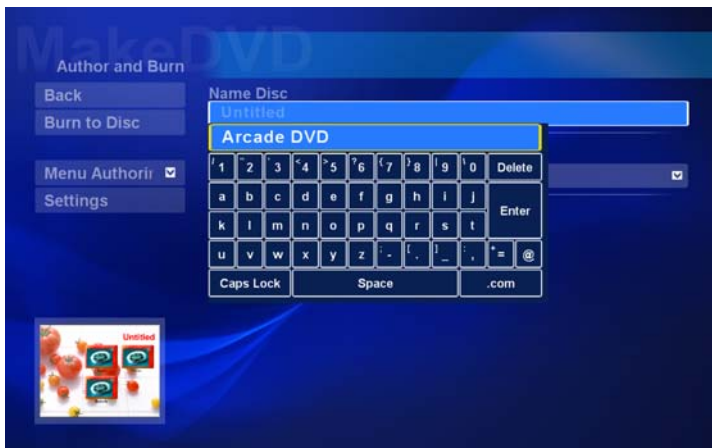 MakeDVD
Author and Burn
Back
Name Disc
Untitled
Burn to Disc
Arcade DVD
! 1 " 2 ' 3 < 4 > 5 ? 6 { 7 } 8 | 9 \ 0 Delete
Menu Authorin
a b c d e f g h i j
Settings
Enter
k l m n o p q r s t
u v w x y z ; - [ . ] _ : , * = @
Caps Lock Space .com
Untitled